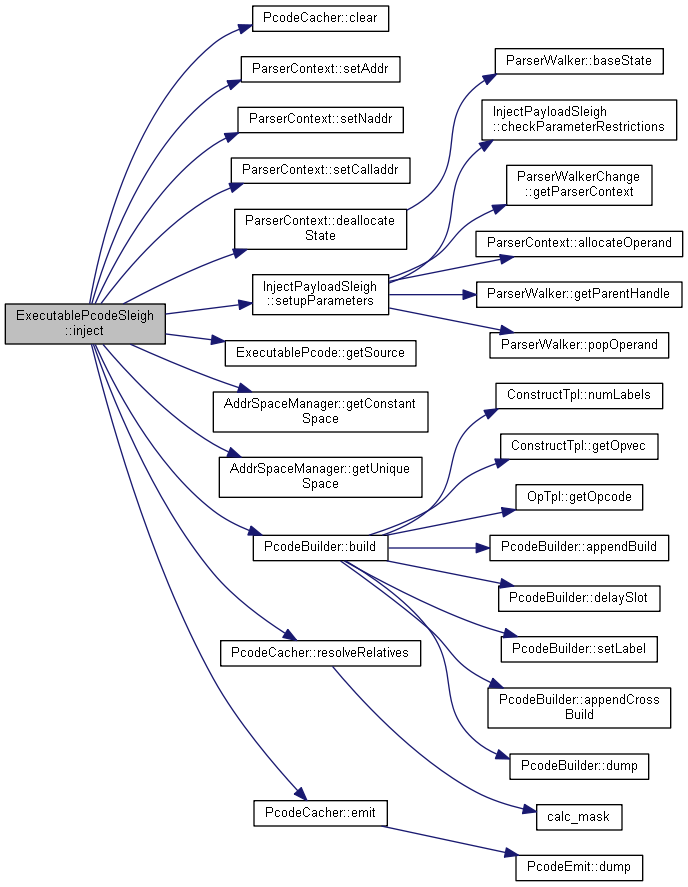 PcodeCacher::clear
ParserContext::setAddr
ParserContext::setNaddr
ParserContext::setCalladdr
ParserContext::deallocate
State
InjectPayloadSleigh
::setupParameters
ExecutablePcodeSleigh
::inject
ExecutablePcode::getSource
AddrSpaceManager::getConstant
Space
AddrSpaceManager::getUnique
Space
PcodeBuilder::build
PcodeCacher::resolveRelatives
PcodeCacher::emit
ParserWalker::baseState
InjectPayloadSleigh
::checkParameterRestrictions
ParserWalkerChange
::getParserContext
ParserContext::allocateOperand
ParserWalker::getParentHandle
ParserWalker::popOperand
ConstructTpl::numLabels
ConstructTpl::getOpvec
OpTpl::getOpcode
PcodeBuilder::appendBuild
PcodeBuilder::delaySlot
PcodeBuilder::setLabel
PcodeBuilder::appendCross
Build
PcodeBuilder::dump
calc_mask
PcodeEmit::dump